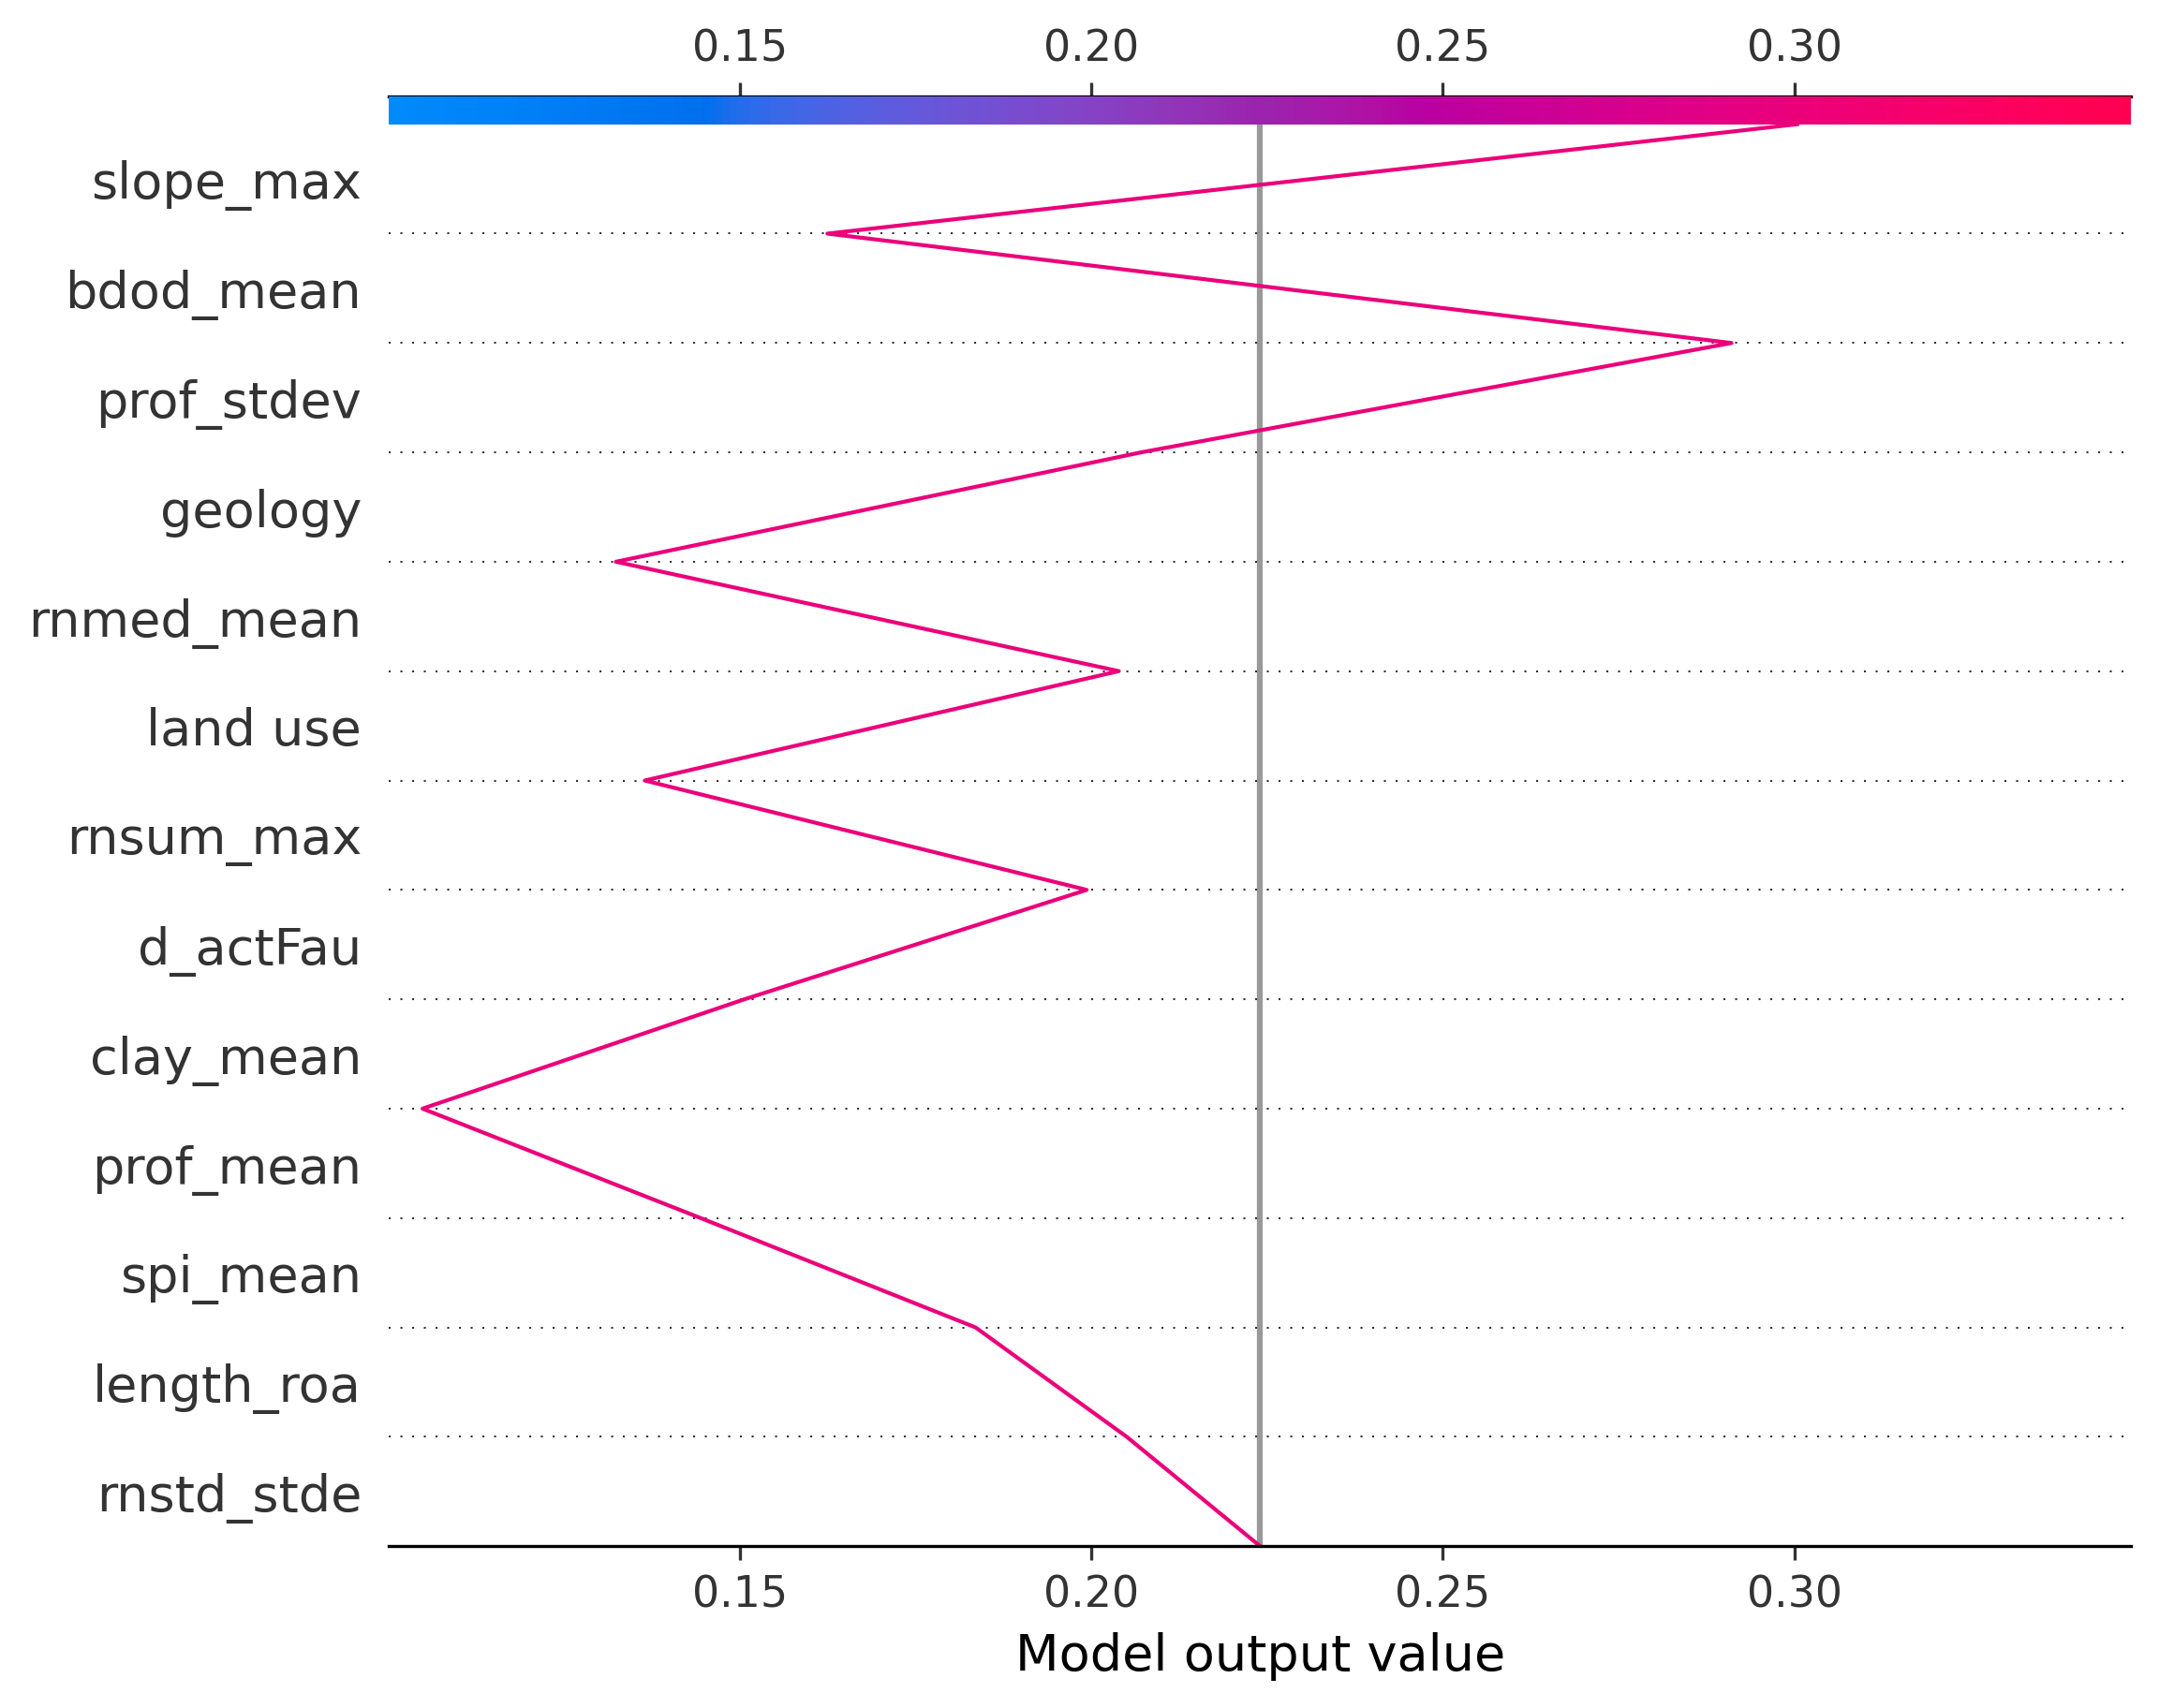 0.15 0.20 0.25 0.30
slope_max
bdod_mean
prof_stdev
geology
rnmed_mean
land use
rnsum_max
d_actFau
clay_mean
prof_mean
spi_mean
length_roa
rnstd_stde
0.15 0.20 0.25 0.30
Model output value